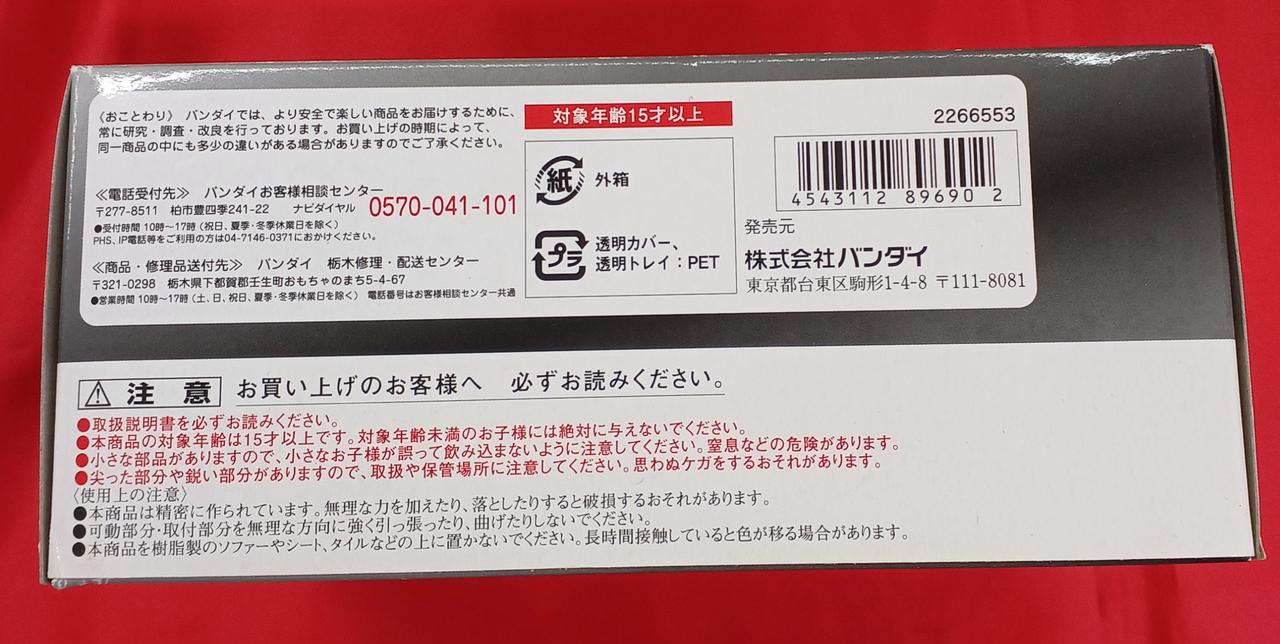 〈おことわり〉 バンダイでは、より安全で楽しい商品をお届けするために、
常に研究・調査・改良を行っております。お買い上げの時期によって、
同一商品の中にも多少の違いがある場合がありますのでご了承ください。
≪電話受付先≫ バンダイお客様相談センター
〒277-8511 柏市豊四季241-22 ナビダイヤル 0570-041-101
●受付時間 10時〜17時（祝日、夏季・冬季休業日を除く）
PHS、IP電話等をご利用の方は04-7146-0371におかけください。
≪商品・修理品送付先≫ バンダイ 栃木修理・配送センター
〒321-0298 栃木県下都賀郡壬生町おもちゃのまち5-4-67
●営業時間 10時〜17時（土、日、祝日、夏季・冬季休業日を除く） 電話番号はお客様相談センター共通
対象年齢15才以上
紙 外箱
プラ 透明カバー、
透明トレイ：PET
2266553
4543112 89690 2
発売元
株式会社バンダイ
東京都台東区駒形1-4-8 〒111-8081
注 意 お買い上げのお客様へ 必ずお読みください。
●取扱説明書を必ずお読みください。
●本商品の対象年齢は15才以上です。対象年齢未満のお子様には絶対に与えないでください。
●小さな部品がありますので、小さなお子様が誤って飲み込まないように注意してください。窒息などの危険があります。
●尖った部分や鋭い部分がありますので、取扱や保管場所に注意してください。思わぬケガをするおそれがあります。
〈使用上の注意〉
●本商品は精密に作られています。無理な力を加えたり、落としたりすると破損するおそれがあります。
●可動部分・取付部分を無理な方向に強く引っ張ったり、曲げたりしないでください。
●本商品を樹脂製のソファーやシート、タイルなどの上に置かないでください。長時間接触していると色が移る場合があります。